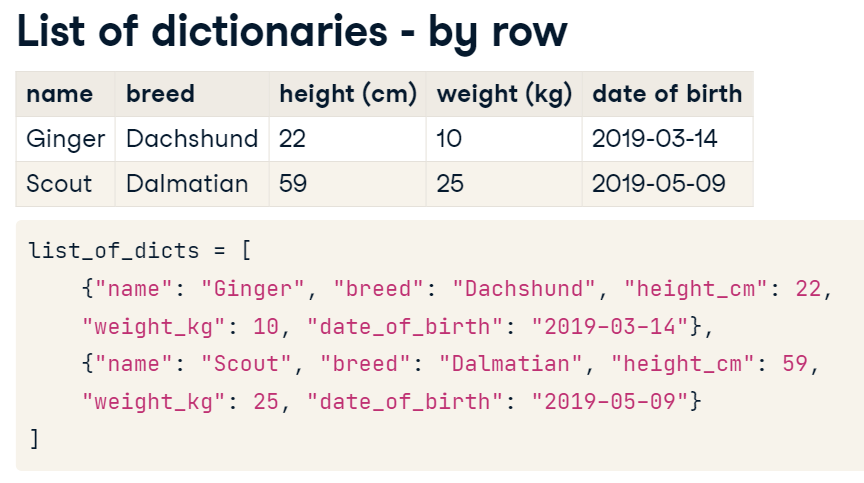 List of dictionaries - by row
name breed height (cm) weight (kg) date of birth
Ginger Dachshund 22 10 2019-03-14
Scout Dalmatian 59 25 2019-05-09
list_of_dicts = [
    {"name": "Ginger", "breed": "Dachshund", "height_cm": 22,
    "weight_kg": 10, "date_of_birth": "2019-03-14"},
    {"name": "Scout", "breed": "Dalmatian", "height_cm": 59,
    "weight_kg": 25, "date_of_birth": "2019-05-09"}
]